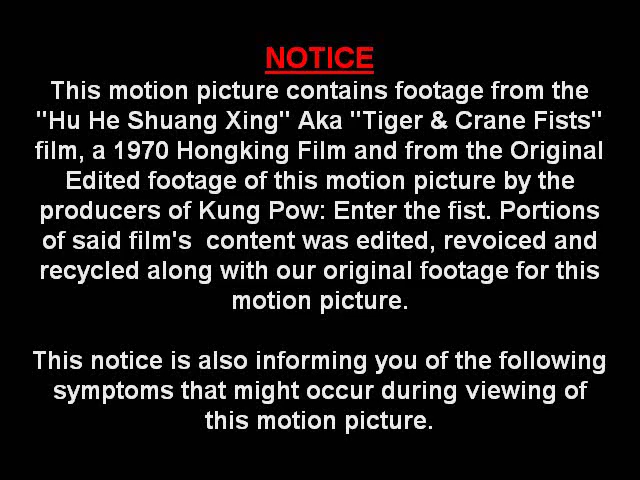 NOTICE
This motion picture contains footage from the
"Hu He Shuang Xing" Aka "Tiger & Crane Fists"
film, a 1970 Hongking Film and from the Original
Edited footage of this motion picture by the
producers of Kung Pow: Enter the fist. Portions
of said film's  content was edited, revoiced and
recycled along with our original footage for this
motion picture.
This notice is also informing you of the following
symptoms that might occur during viewing of
this motion picture.